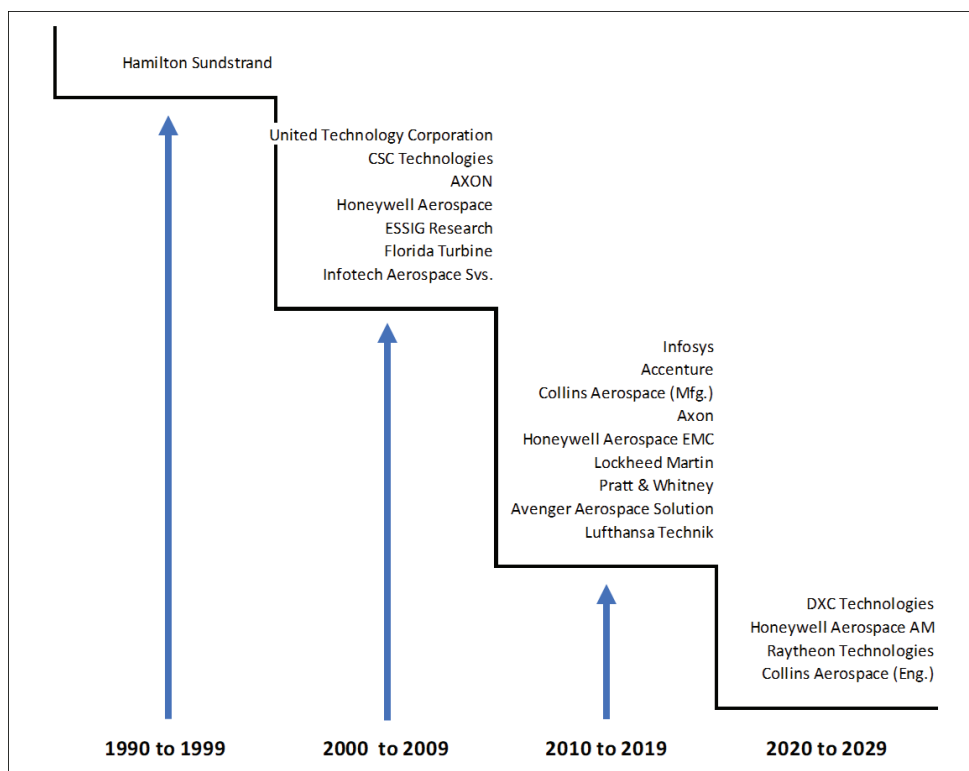 Hamilton Sundstrand
United Technology Corporation
CSC Technologies
AXON
Honeywell Aerospace
ESSIG Research
Florida Turbine
Infotech Aerospace Svs.
Infosys
Accenture
Collins Aerospace (Mfg.)
Axon
Honeywell Aerospace EMC
Lockheed Martin
Pratt & Whitney
Avenger Aerospace Solution
Lufthansa Technik
DXC Technologies
Honeywell Aerospace AM
Raytheon Technologies
Collins Aerospace (Eng.)
1990 to 1999 2000 to 2009 2010 to 2019 2020 to 2029